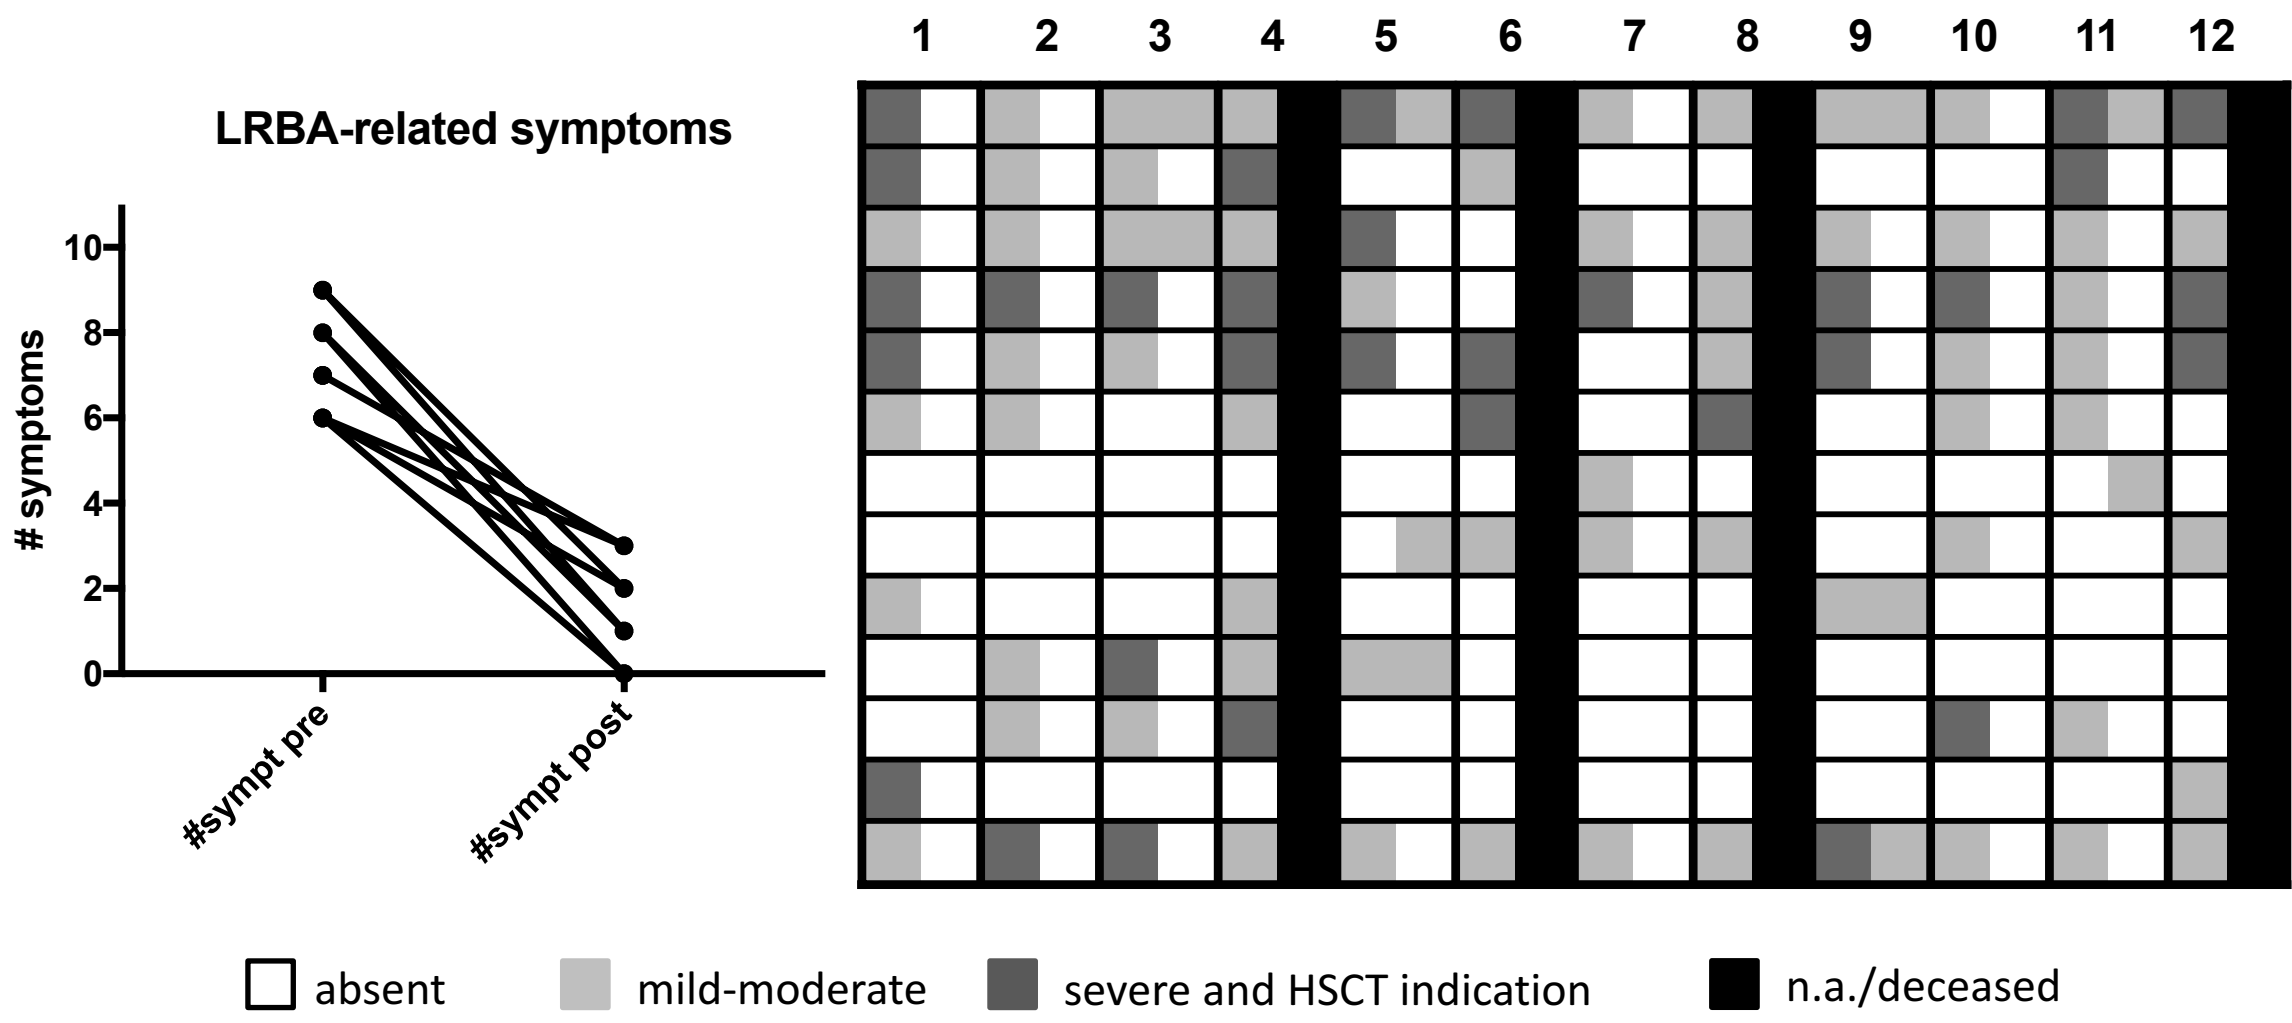 1 2 3 4 5 6 7 8 9 10 11 12
LRBA-related symptoms
# symptoms
10
8
6
4
2
0
#sympt pre
#sympt post
absent
mild-moderate
severe and HSCT indication
n.a./deceased